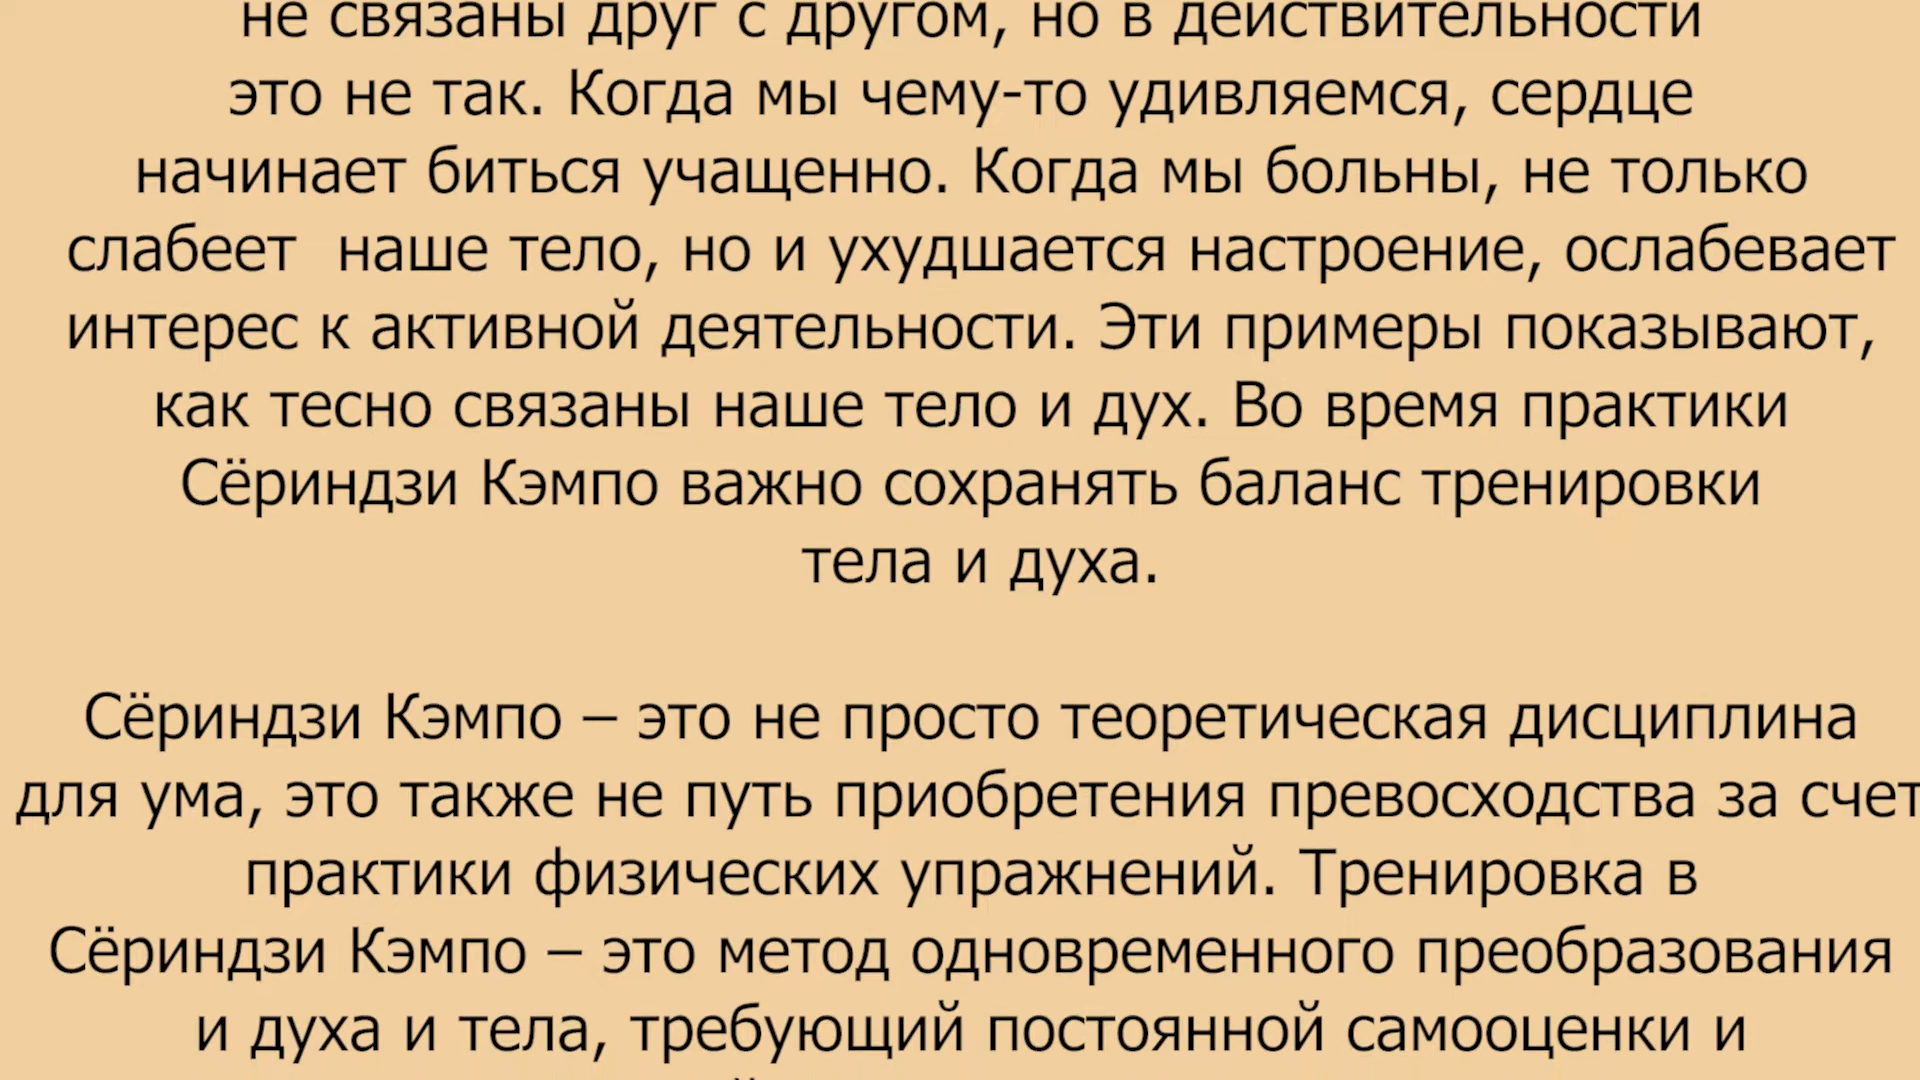 не связаны друг с другом, но в действительности
это не так. Когда мы чему-то удивляемся, сердце
начинает биться учащенно. Когда мы больны, не только
слабеет  наше тело, но и ухудшается настроение, ослабевает
интерес к активной деятельности. Эти примеры показывают,
как тесно связаны наше тело и дух. Во время практики
Сёриндзи Кэмпо важно сохранять баланс тренировки
тела и духа.
Сёриндзи Кэмпо – это не просто теоретическая дисциплина
для ума, это также не путь приобретения превосходства за счет
практики физических упражнений. Тренировка в
Сёриндзи Кэмпо – это метод одновременного преобразования
и духа и тела, требующий постоянной самооценки и